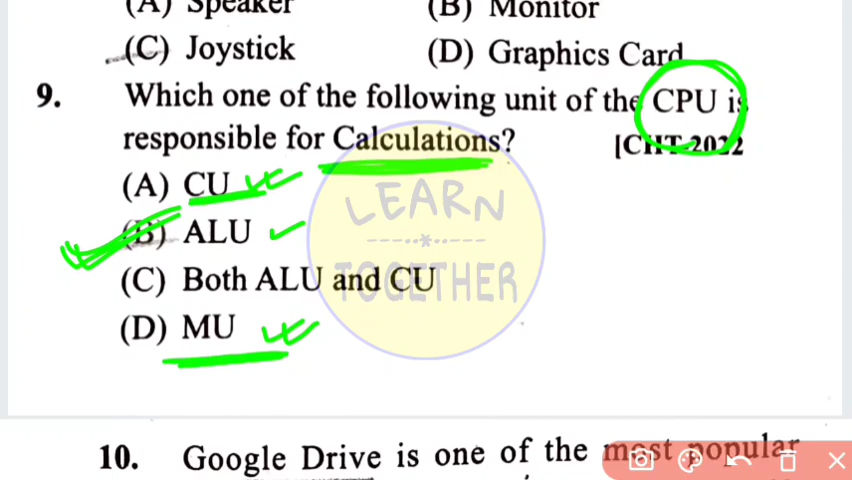 (A) Speaker (B) Monitor
(C) Joystick (D) Graphics Card
9. Which one of the following unit of the CPU is
responsible for Calculations? [CHT-2022
(A) CU
(B) ALU
(C) Both ALU and CU
(D) MU
LEARN
TOGETHER
10. Google Drive is one of the most popular